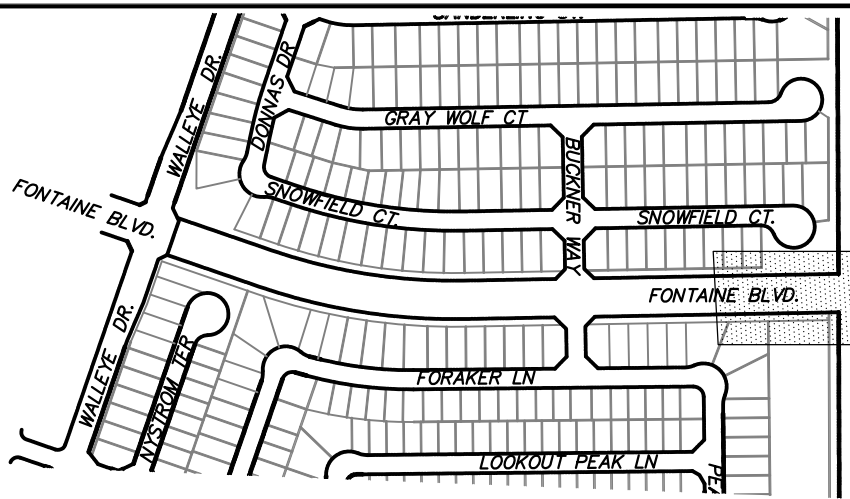 WALLEYE DR.
DONNAS DR
GRAY WOLF CT
BUCKNER WAY
FONTAINE BLVD.
SNOWFIELD CT.
SNOWFIELD CT.
FONTAINE BLVD.
WALLEYE DR.
NYSTROM TER
FORAKER LN
LOOKOUT PEAK LN